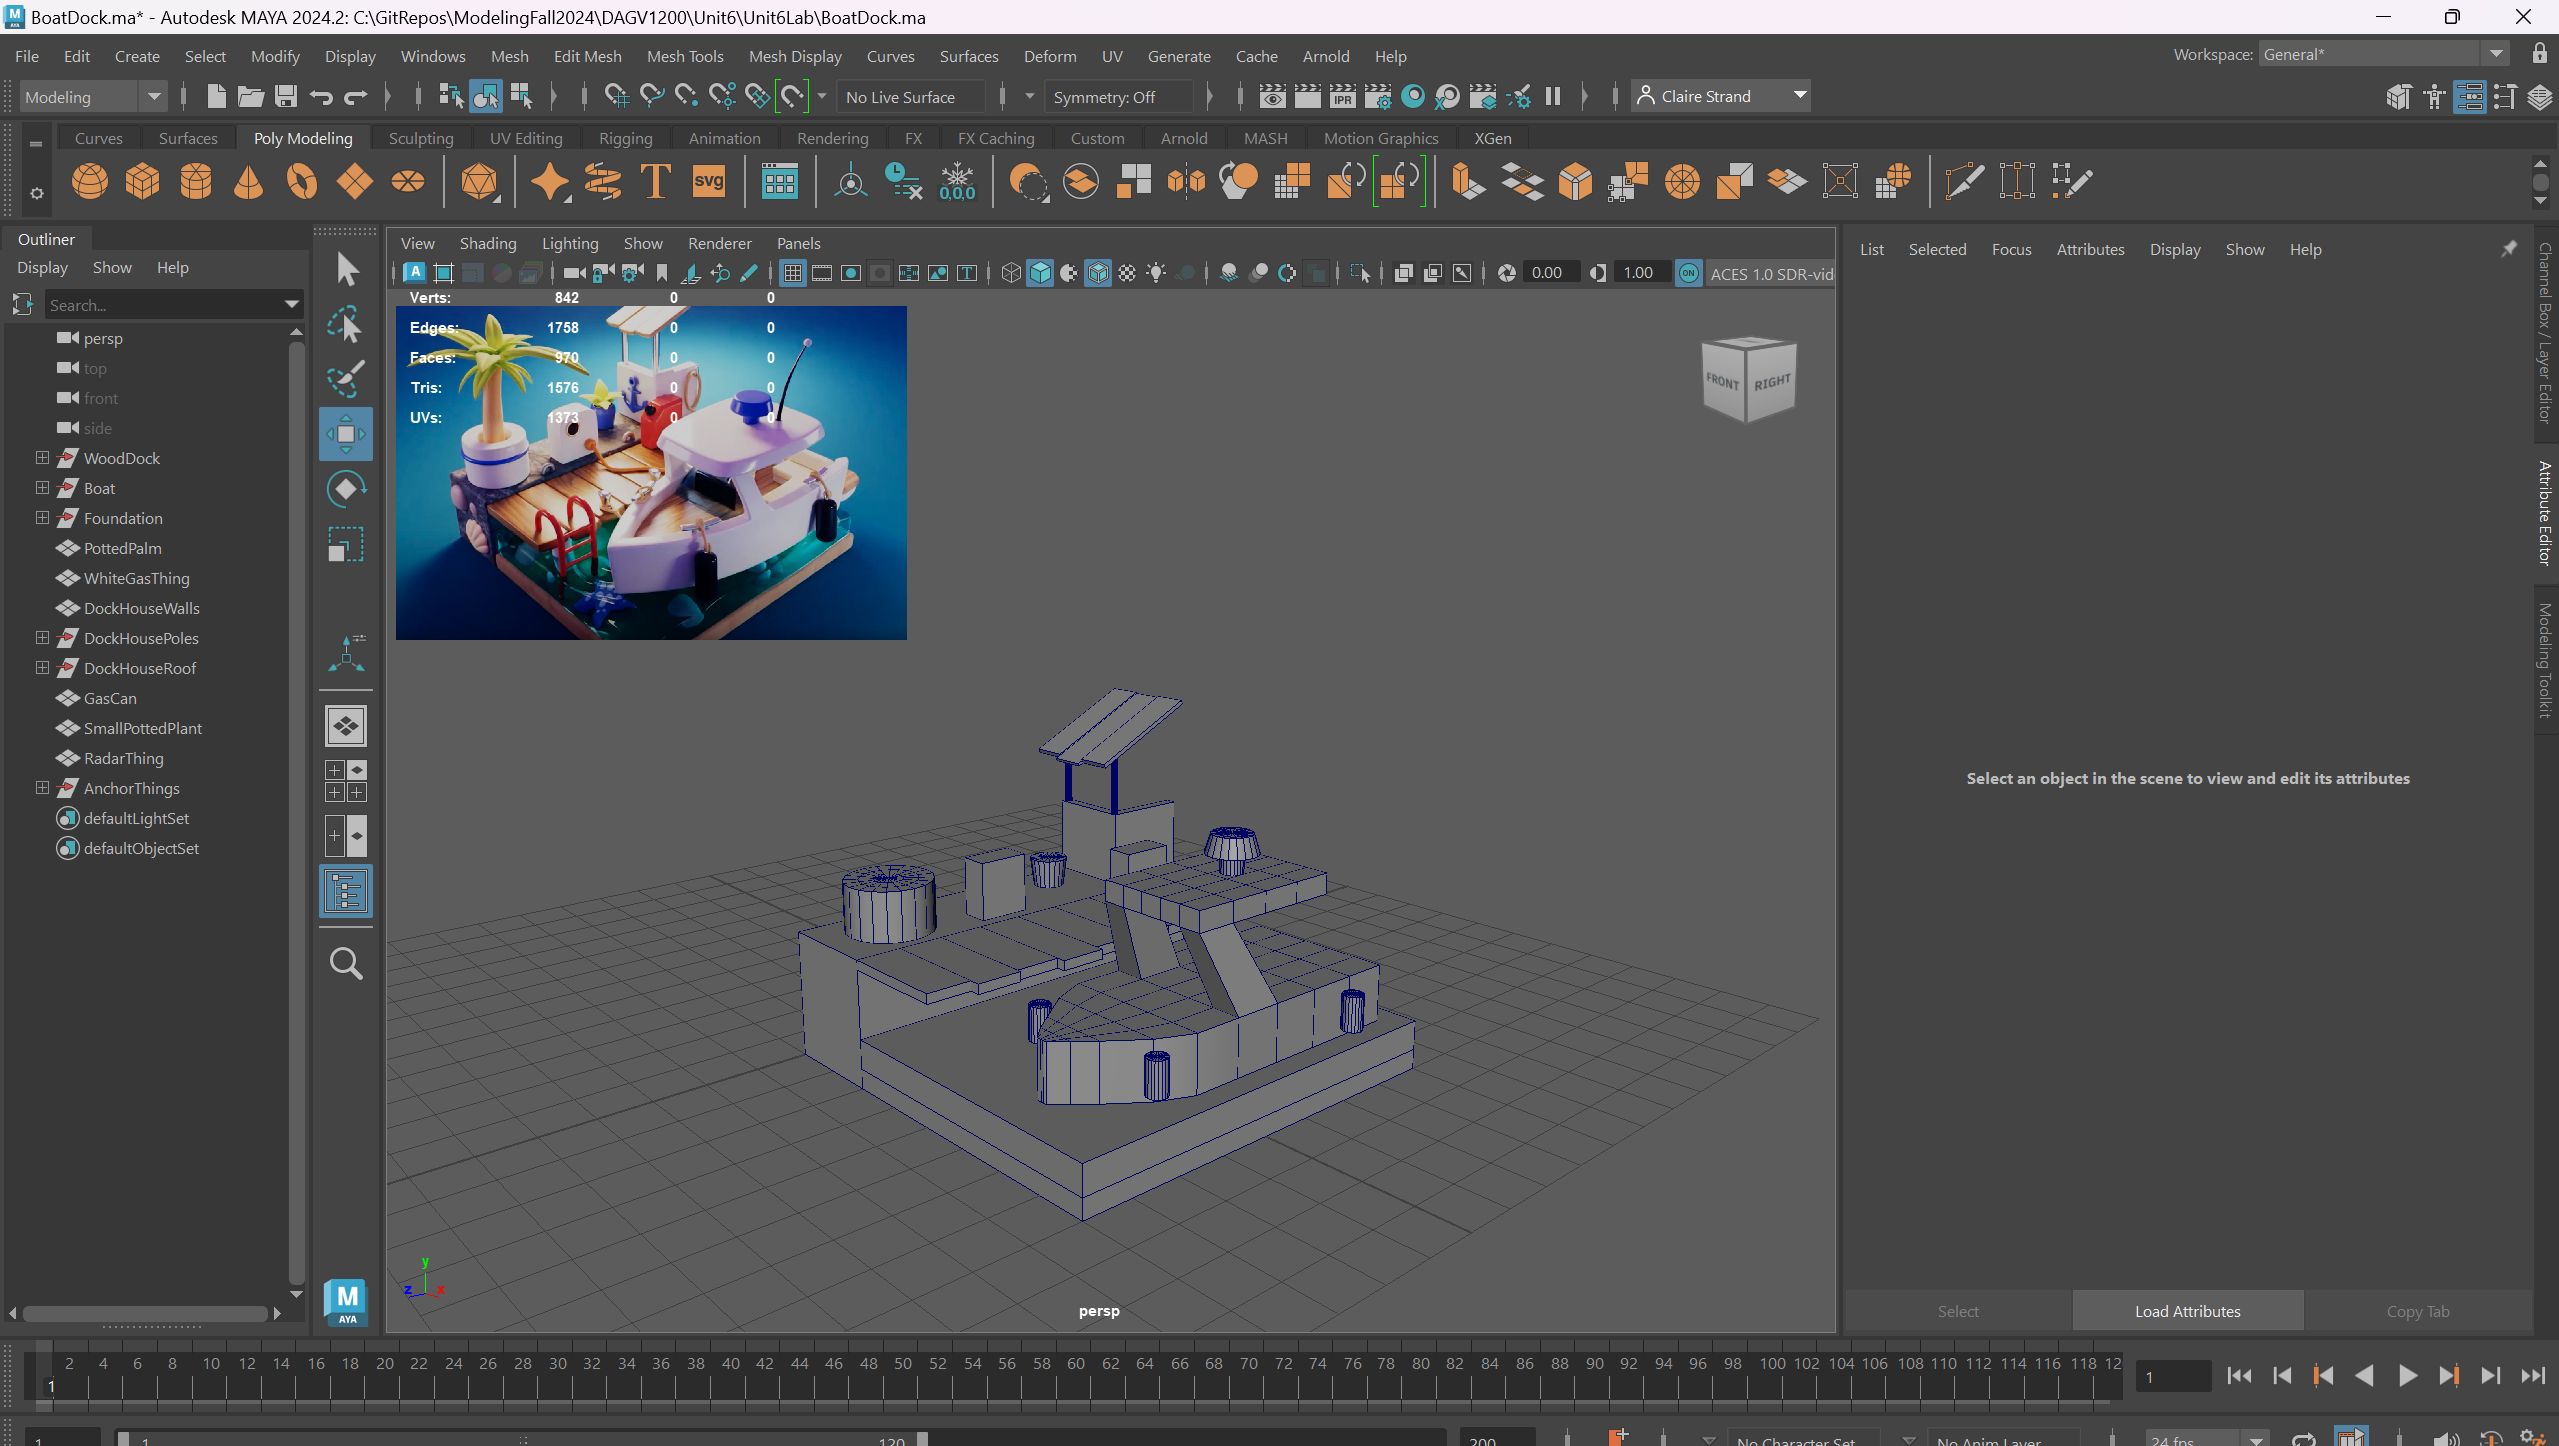 BoatDock.ma* - Autodesk MAYA 2024.2: C:\GitRepos\ModelingFall2024\DAGV1200\Unit6\Unit6Lab\BoatDock.ma
File Edit Create Select Modify Display Windows Mesh Edit Mesh Mesh Tools Mesh Display Curves Surfaces Deform UV Generate Cache Arnold Help
Workspace: General*
Modeling
No Live Surface
Symmetry: Off
IPR
Claire Strand
Curves Surfaces Poly Modeling Sculpting UV Editing Rigging Animation Rendering FX FX Caching Custom Arnold MASH Motion Graphics XGen
svg
0,0,0
Outliner
Display Show Help
Search...
persp
top
front
side
WoodDock
Boat
Foundation
PottedPalm
WhiteGasThing
DockHouseWalls
DockHousePoles
DockHouseRoof
GasCan
SmallPottedPlant
RadarThing
AnchorThings
defaultLightSet
defaultObjectSet
M
AYA
View Shading Lighting Show Renderer Panels
0.00
1.00
ON
ACES 1.0 SDR-vid
Verts: 842 0 0
Edges: 1758 0 0
Faces: 970 0 0
Tris: 1576 0 0
UVs: 1373 0 0
FRONT RIGHT
y
z
x
persp
List Selected Focus Attributes Display Show Help
Select an object in the scene to view and edit its attributes
Select
Load Attributes
Copy Tab
Channel Box / Layer Editor
Attribute Editor
Modeling Toolkit
2 4 6 8 10 12 14 16 18 20 22 24 26 28 30 32 34 36 38 40 42 44 46 48 50 52 54 56 58 60 62 64 66 68 70 72 74 76 78 80 82 84 86 88 90 92 94 96 98 100 102 104 106 108 110 112 114 116 118 12
1
1
1
1
120
200
No Character Set
No Anim Layer
24 fps